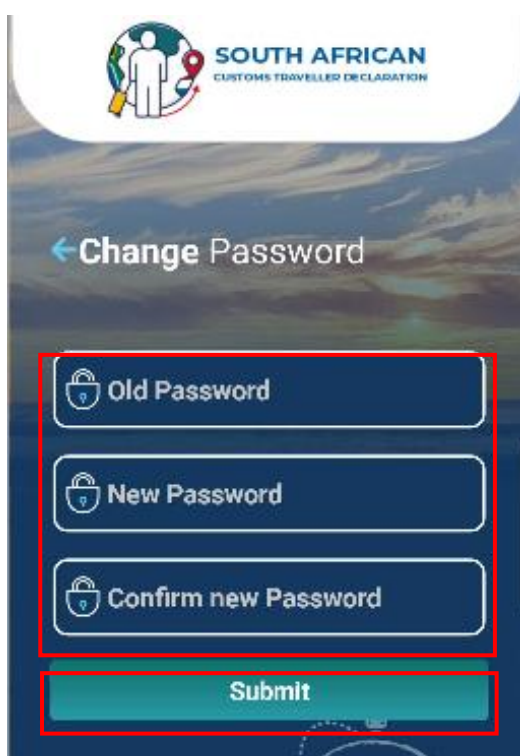 SOUTH AFRICAN
CUSTOMS TRAVELLER DECLARATION
Change Password
Old Password
New Password
Confirm new Password
Submit